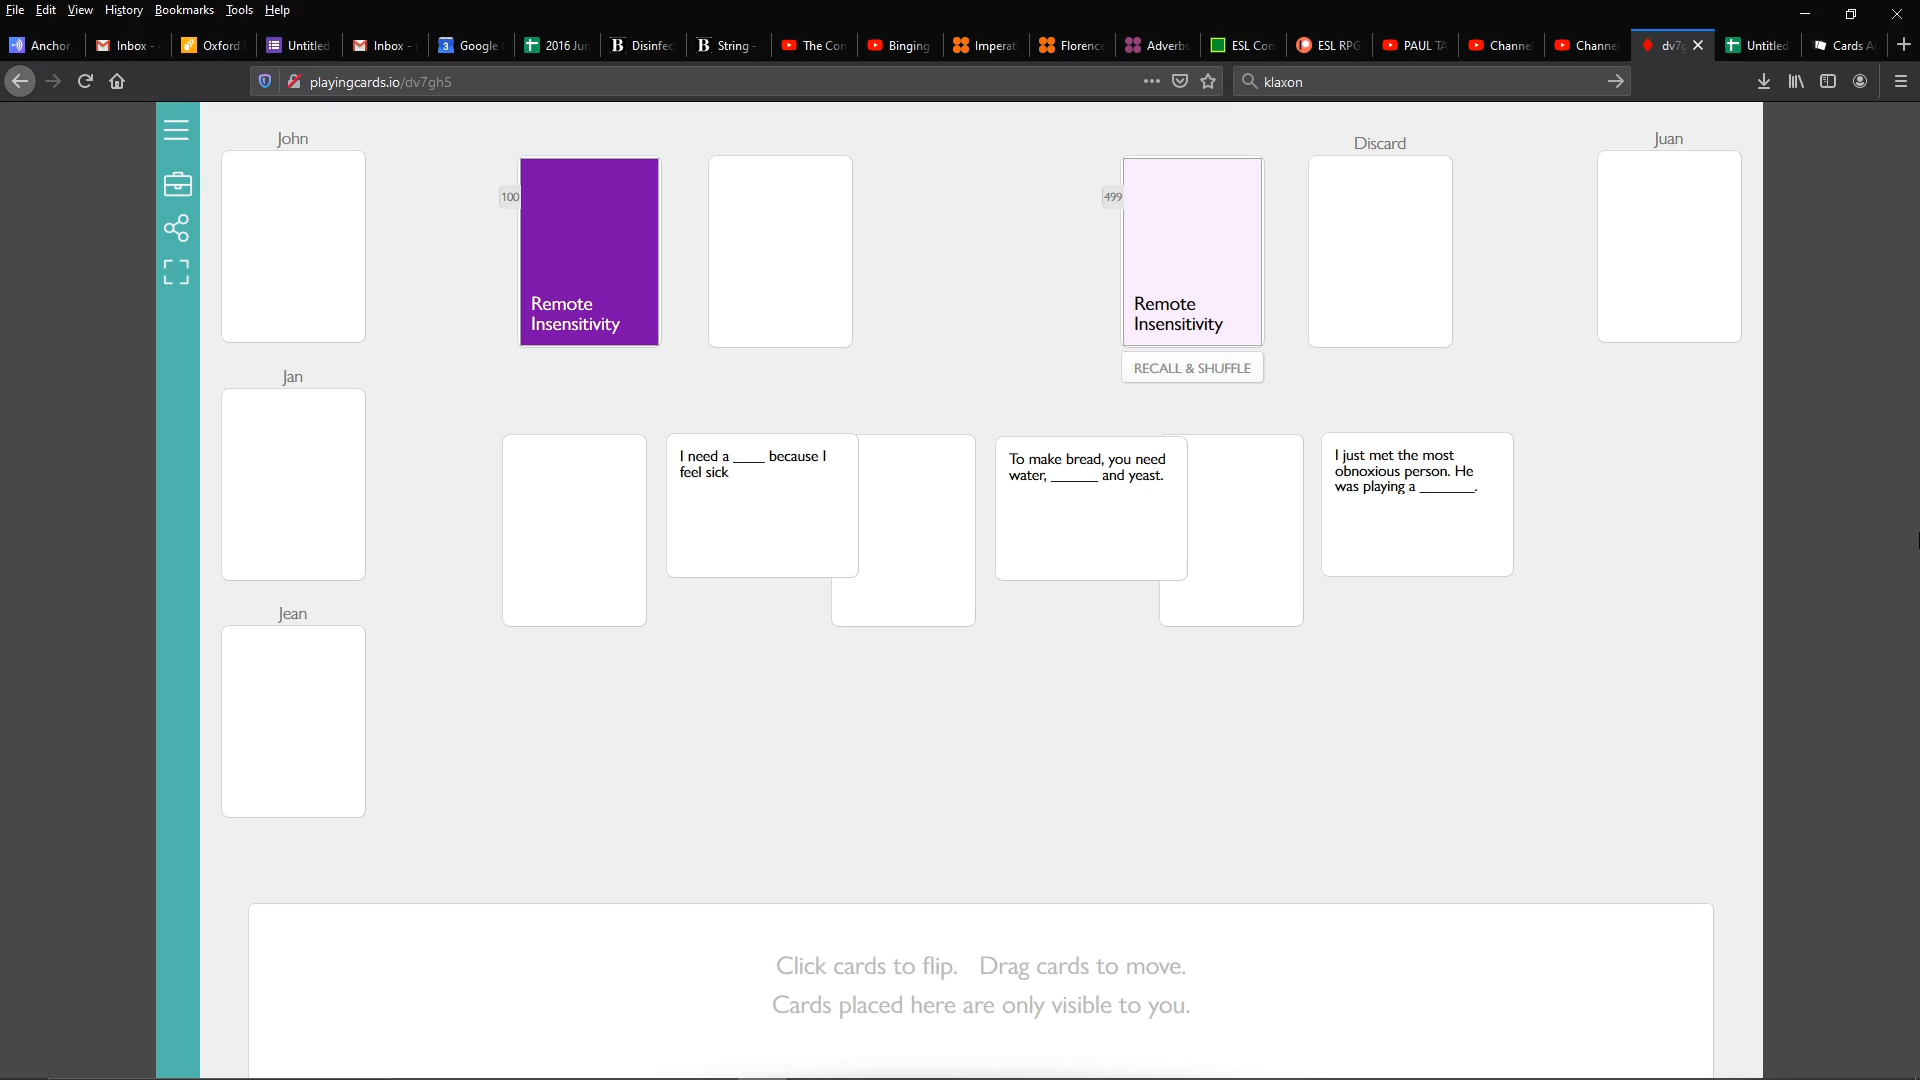 File Edit View History Bookmarks Tools Help
Anchor
Inbox -
Oxford
Untitled
Inbox -
Google
2016 Jun
Disinfec
String -
The Con
Binging
Imperati
Florence
Adverbs
ESL Con
ESL RPG
PAUL TA
Channe
Channe
dv7g
Untitled
Cards A
playingcards.io/dv7gh5
klaxon
John
Discard
Juan
100
499
Remote
Insensitivity
Remote
Insensitivity
RECALL & SHUFFLE
Jan
I need a ____ because I
feel sick
To make bread, you need
water, ______ and yeast.
I just met the most
obnoxious person. He
was playing a _______.
Jean
Click cards to flip. Drag cards to move.
Cards placed here are only visible to you.